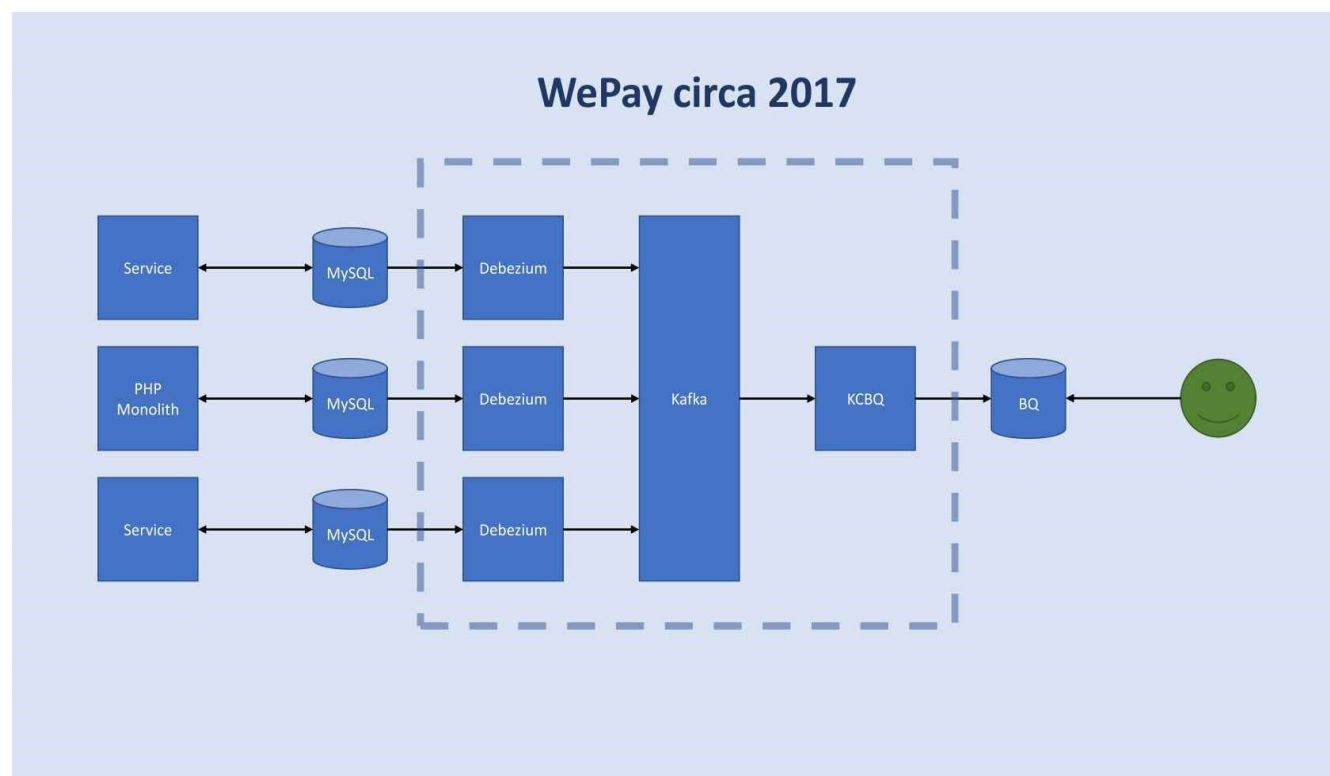 WePay circa 2017
Service
MySQL
Debezium
PHP
Monolith
MySQL
Debezium
Kafka
KCBQ
BQ
Service
MySQL
Debezium